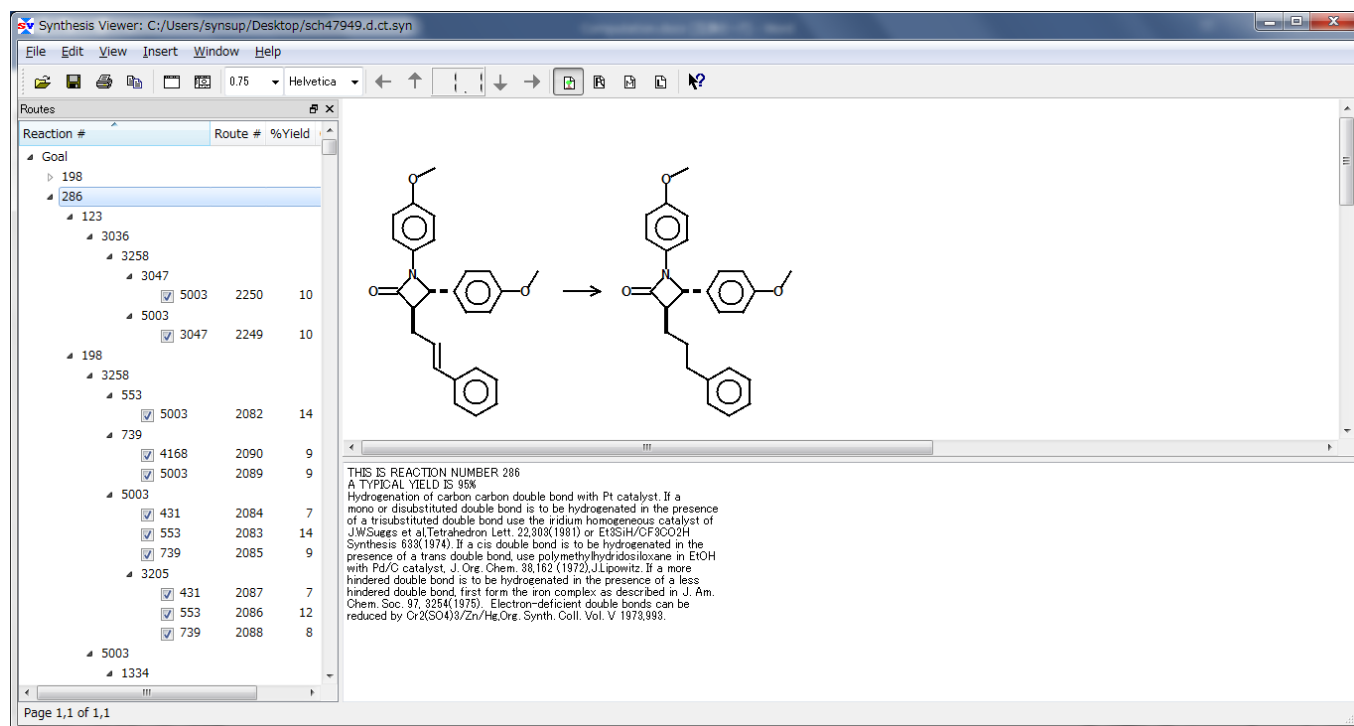 Synthesis Viewer: C:/Users/synsup/Desktop/sch47949.d.ct.syn
File Edit View Insert Window Help
0.75 Helvetica
Routes
Reaction # Route # %Yield
Goal
198
286
123
3036
3258
3047
5003 2250 10
5003
3047 2249 10
198
3258
553
5003 2082 14
739
4168 2090 9
5003 2089 9
5003
431 2084 7
553 2083 14
739 2085 9
3205
431 2087 7
553 2086 12
739 2088 8
5003
1334
O
N
O
O
O
N
O
O
THIS IS REACTION NUMBER 286
A TYPICAL YIELD IS 95%
Hydrogenation of carbon carbon double bond with Pt catalyst. If a
mono or disubstituted double bond is to be hydrogenated in the presence
of a trisubstituted double bond use the iridium homogeneous catalyst of
J.W.Suggs et al,Tetrahedron Lett. 22,303(1981) or Et3SiH/CF3CO2H
Synthesis 633(1974). If a cis double bond is to be hydrogenated in the
presence of a trans double bond, use polymethylhydridosiloxane in EtOH
with Pd/C catalyst, J. Org. Chem. 38,162 (1972),J.Lipowitz. If a more
hindered double bond is to be hydrogenated in the presence of a less
hindered double bond, first form the iron complex as described in J. Am.
Chem. Soc. 97, 3254(1975).  Electron-deficient double bonds can be
reduced by Cr2(SO4)3/Zn/Hg,Org. Synth. Coll. Vol. V 1973,993.
Page 1,1 of 1,1